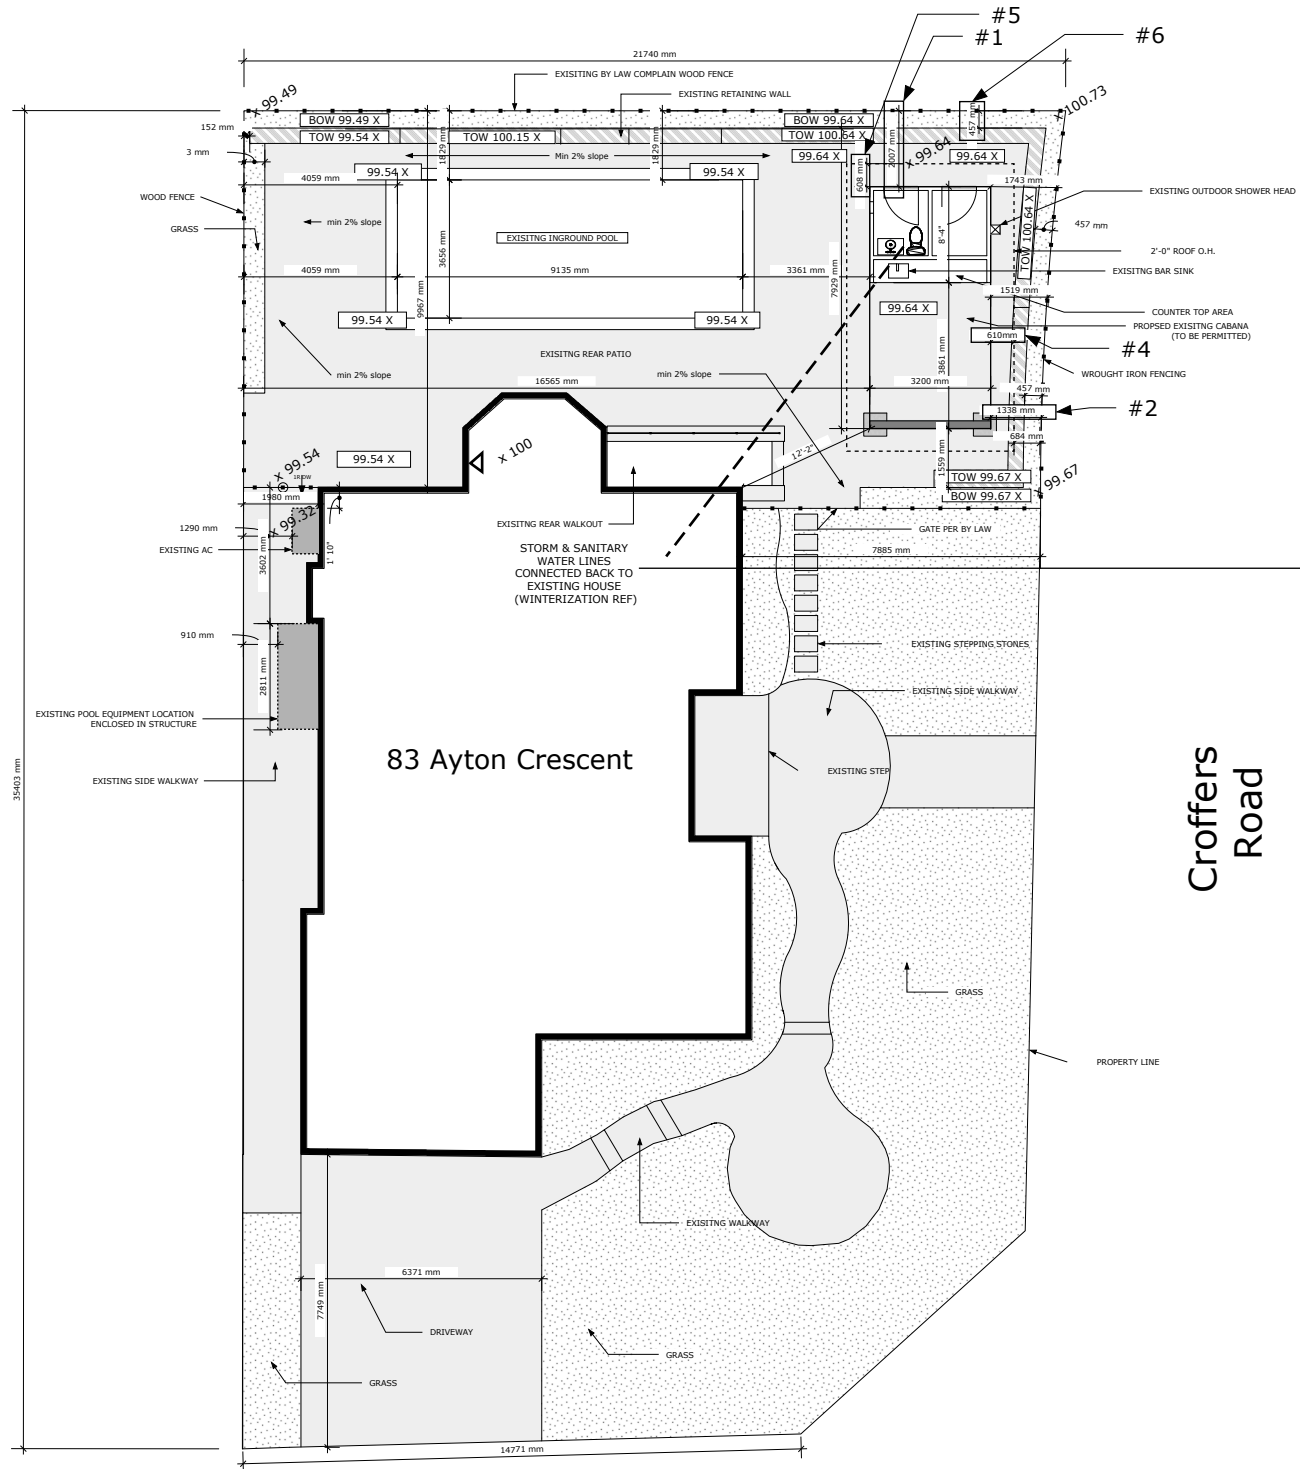 #5
#1
#6
21740 mm
EXISITING BY LAW COMPLAIN WOOD FENCE
EXISTING RETAINING WALL
x 99.49
x 100.73
BOW 99.49 X
BOW 99.64 X
152 mm
TOW 99.54 X
TOW 100.15 X
TOW 100.64 X
457 mm
1829 mm
1829 mm
2007 mm
x 99.64
3 mm
Min 2% slope
99.64 X
99.64 X
99.54 X
99.54 X
608 mm
4059 mm
1743 mm
EXISTING OUTDOOR SHOWER HEAD
WOOD FENCE
GRASS
min 2% slope
TOW 100.64 X
457 mm
EXISITNG INGROUND POOL
3656 mm
8'-4"
2'-0" ROOF O.H.
4059 mm
9135 mm
3361 mm
EXISITNG BAR SINK
9967 mm
7929 mm
1519 mm
99.64 X
COUNTER TOP AREA
99.54 X
99.54 X
PROPSED EXISITNG CABANA
(TO BE PERMITTED)
610mm
#4
EXISITNG REAR PATIO
3861 mm
min 2% slope
min 2% slope
WROUGHT IRON FENCING
16565 mm
3200 mm
457 mm
1338 mm
#2
684 mm
x 100
12'-2"
1559 mm
99.54 X
x 99.54
TOW 99.67 X
99.67
BOW 99.67 X
1980 mm
x 99.32
1290 mm
EXISITNG REAR WALKOUT
GATE PER BY LAW
EXISTING AC
1' 10"
3602 mm
STORM & SANITARY
WATER LINES
CONNECTED BACK TO
EXISTING HOUSE
(WINTERIZATION REF)
7885 mm
910 mm
EXISTING STEPPING STONES
2811 mm
EXISTING SIDE WALKWAY
EXISTING POOL EQUIPMENT LOCATION
ENCLOSED IN STRUCTURE
83 Ayton Crescent
EXISTING STEP
EXISTING SIDE WALKWAY
35403 mm
Croffers
Road
GRASS
PROPERTY LINE
EXISITNG WALKWAY
6371 mm
7749 mm
DRIVEWAY
GRASS
GRASS
14771 mm